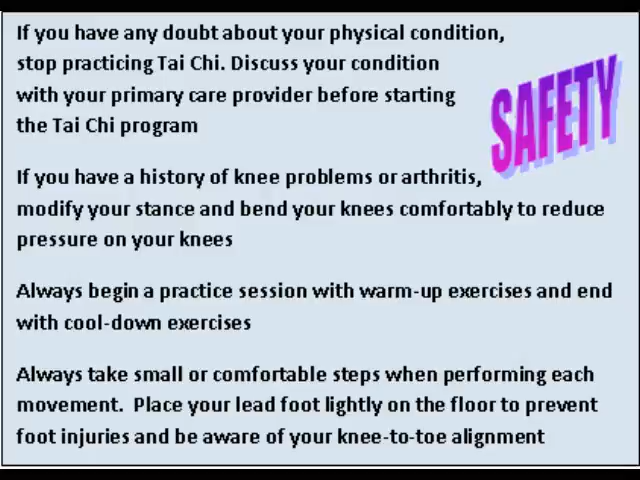 If you have any doubt about your physical condition,
stop practicing Tai Chi. Discuss your condition
with your primary care provider before starting
the Tai Chi program
SAFETY
If you have a history of knee problems or arthritis,
modify your stance and bend your knees comfortably to reduce
pressure on your knees
Always begin a practice session with warm-up exercises and end
with cool-down exercises
Always take small or comfortable steps when performing each
movement.  Place your lead foot lightly on the floor to prevent
foot injuries and be aware of your knee-to-toe alignment